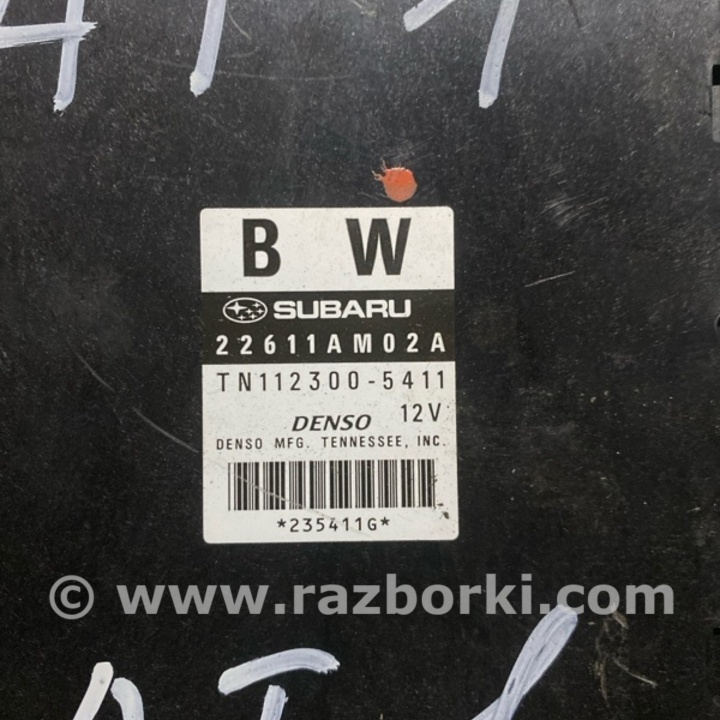 B W
SUBARU
22611AM02A
TN112300-5411
DENSO 12V
DENSO MFG. TENNESSEE, INC.
*235411G*
© www.razborki.com